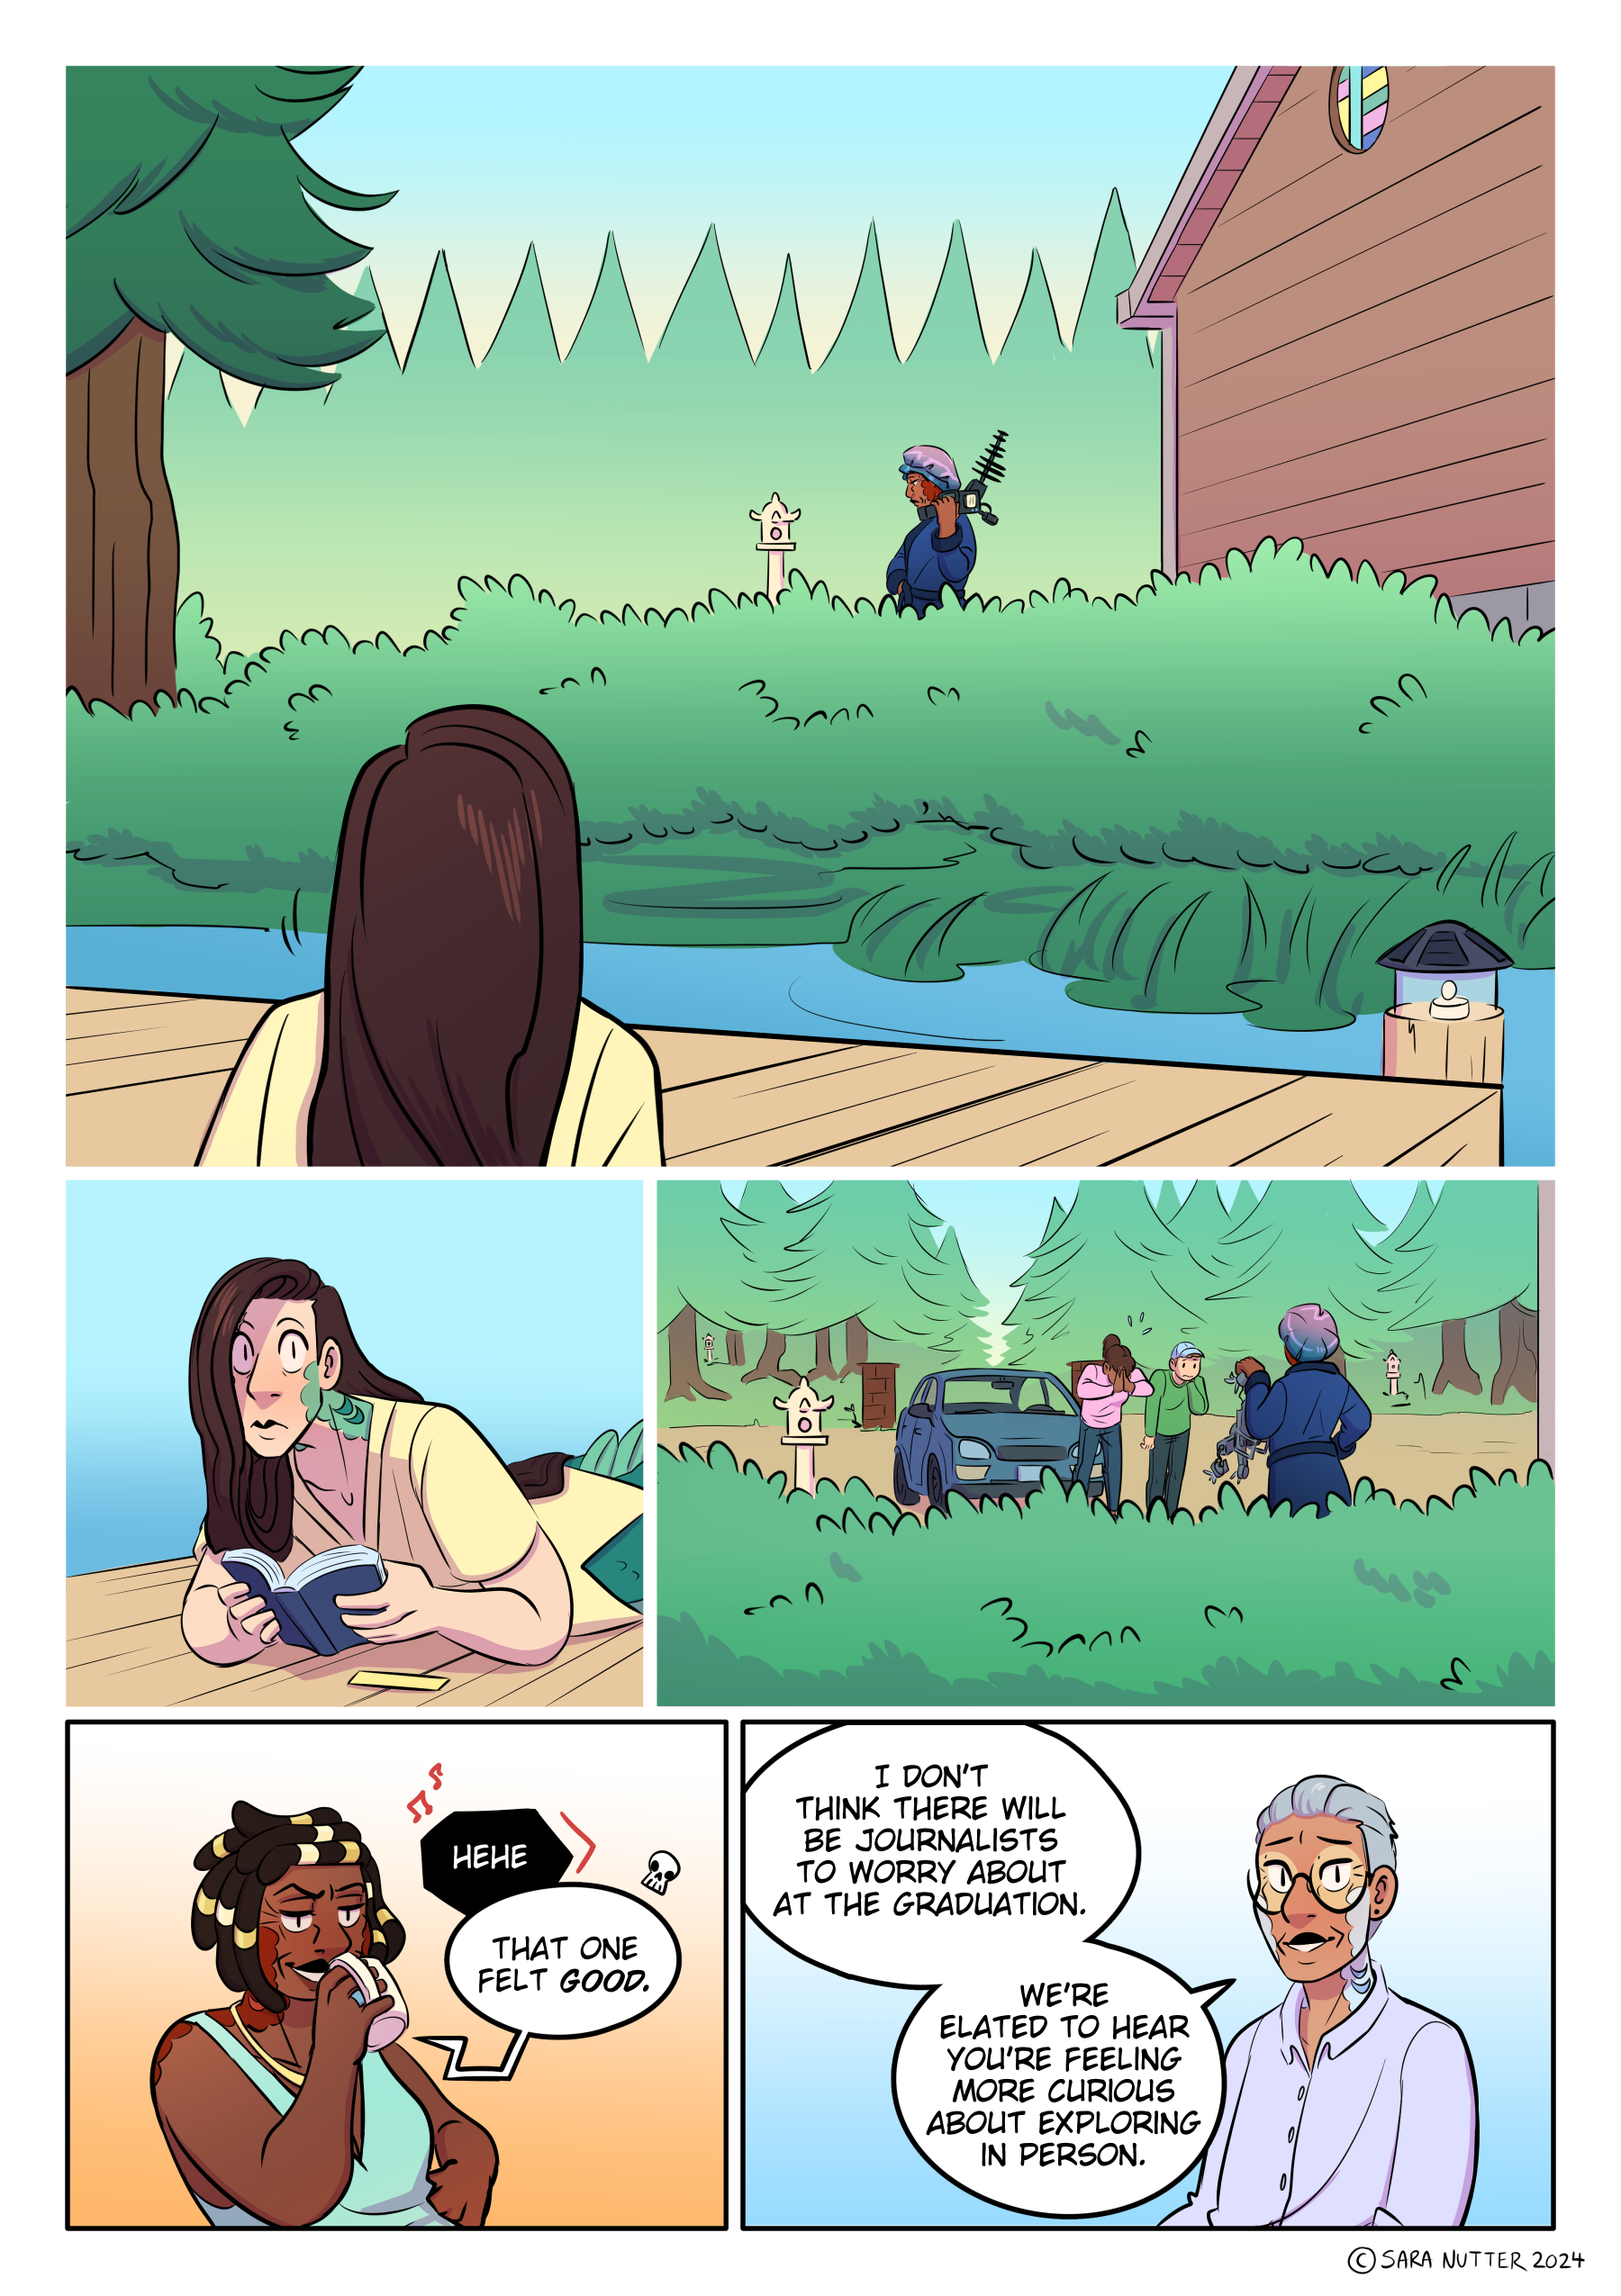 HEHE
THAT ONE
FELT GOOD.
I DON'T
THINK THERE WILL
BE JOURNALISTS
TO WORRY ABOUT
AT THE GRADUATION.
WE'RE
ELATED TO HEAR
YOU'RE FEELING
MORE CURIOUS
ABOUT EXPLORING
IN PERSON.
© SARA NUTTER 2024